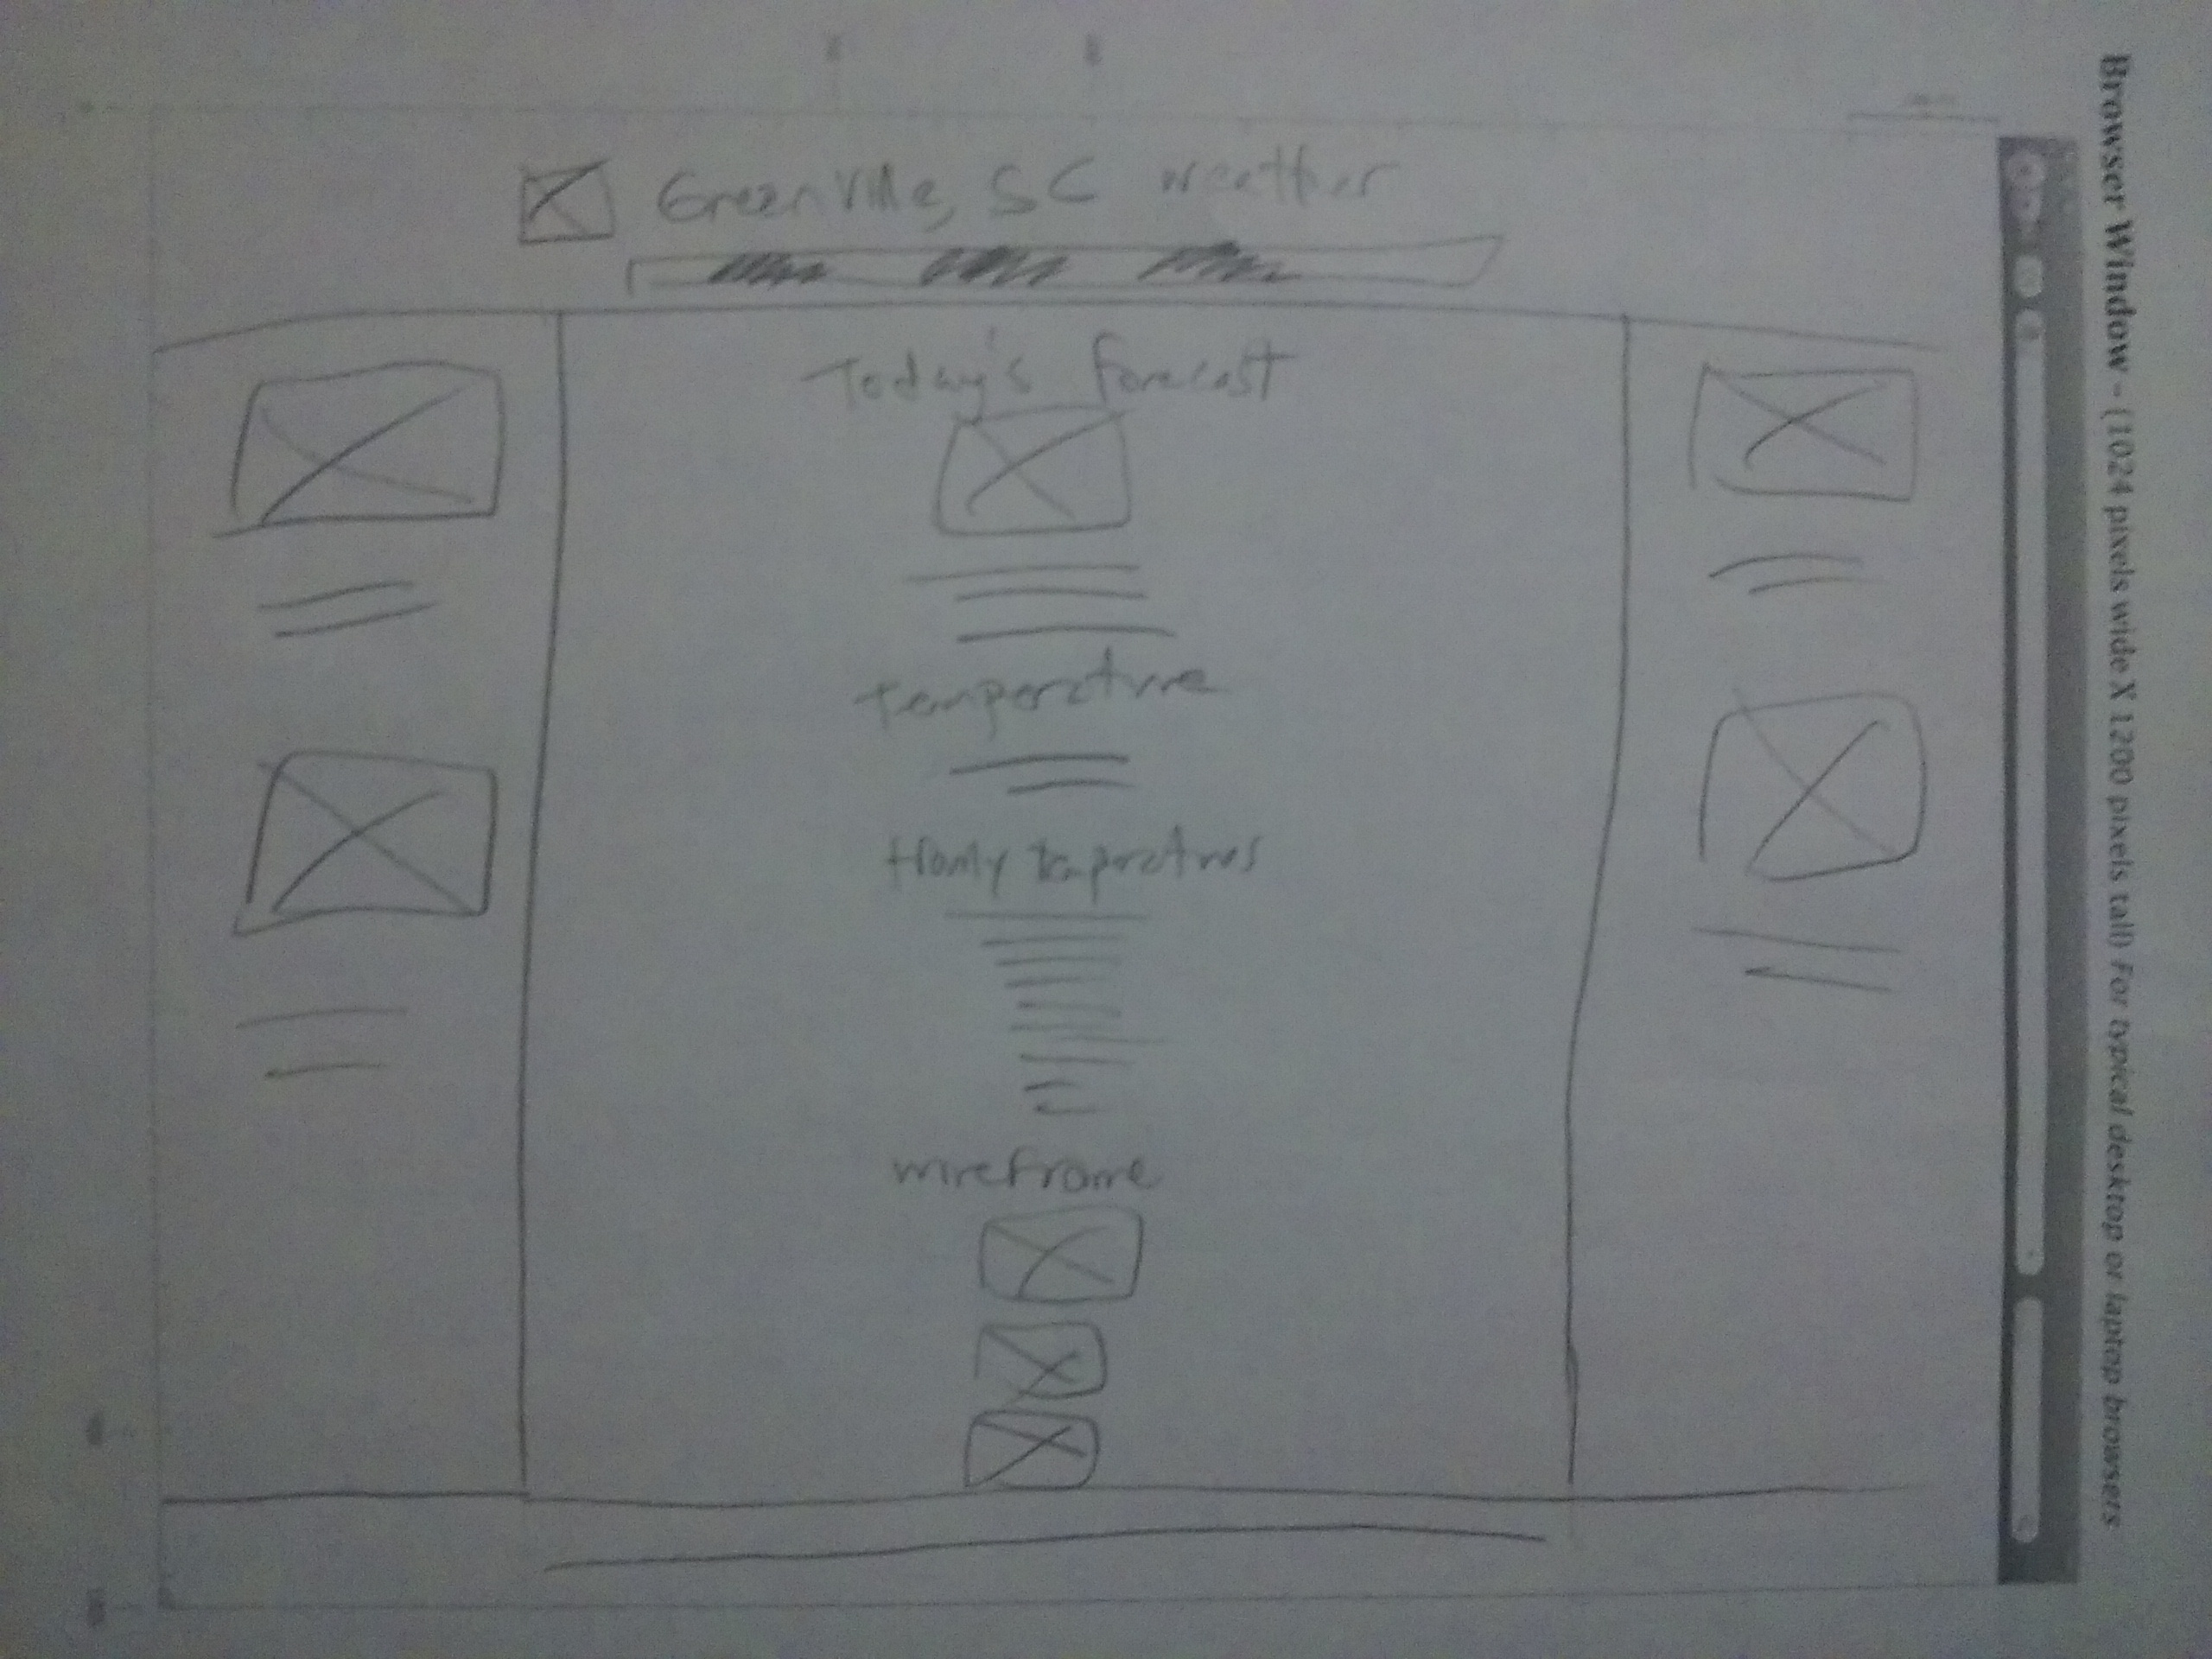 Browser Window - (1024 pixels wide X 1200 pixels tall) For typical desktop or laptop browsers
Greenville, SC weather
Today's forecast
Temperature
Hourly temperatures
wireframe